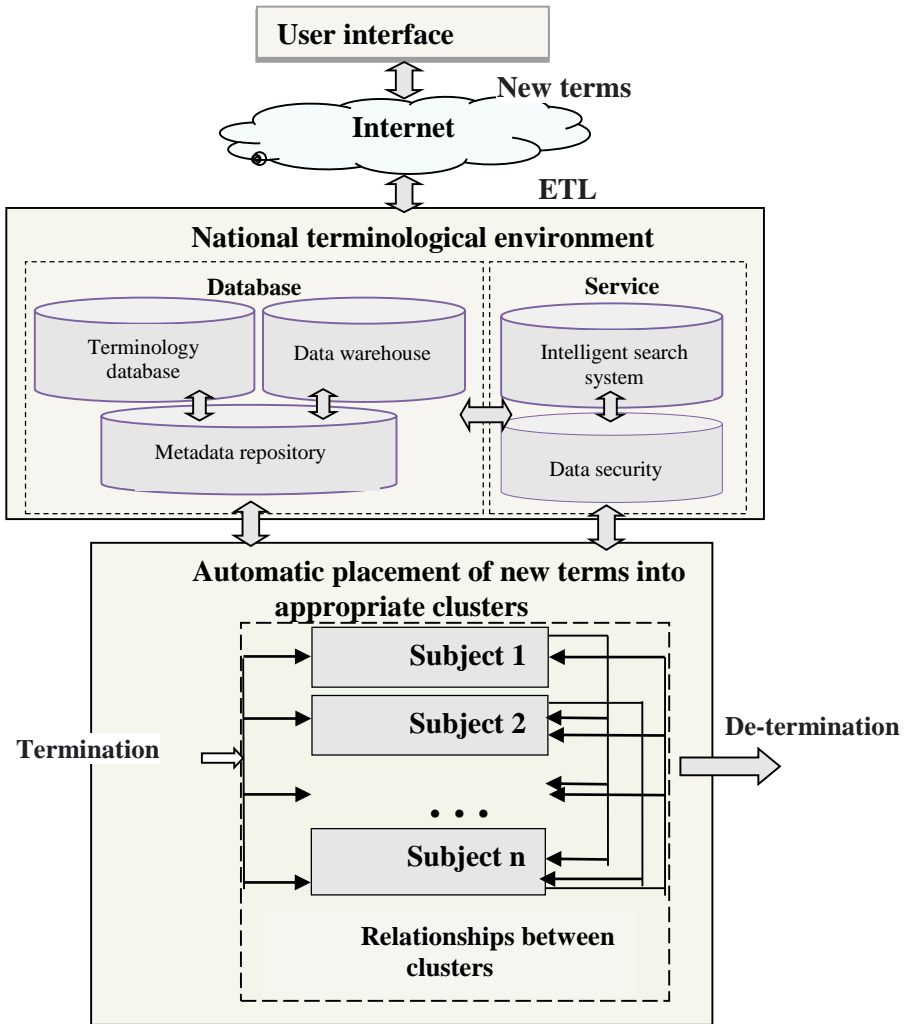 User interface
New terms
Internet
ETL
National terminological environment
Database
Service
Terminology
database
Data warehouse
Intelligent search
system
Metadata repository
Data security
Automatic placement of new terms into
appropriate clusters
Subject 1
Subject 2
De-termination
Termination
. . .
Subject n
Relationships between
clusters